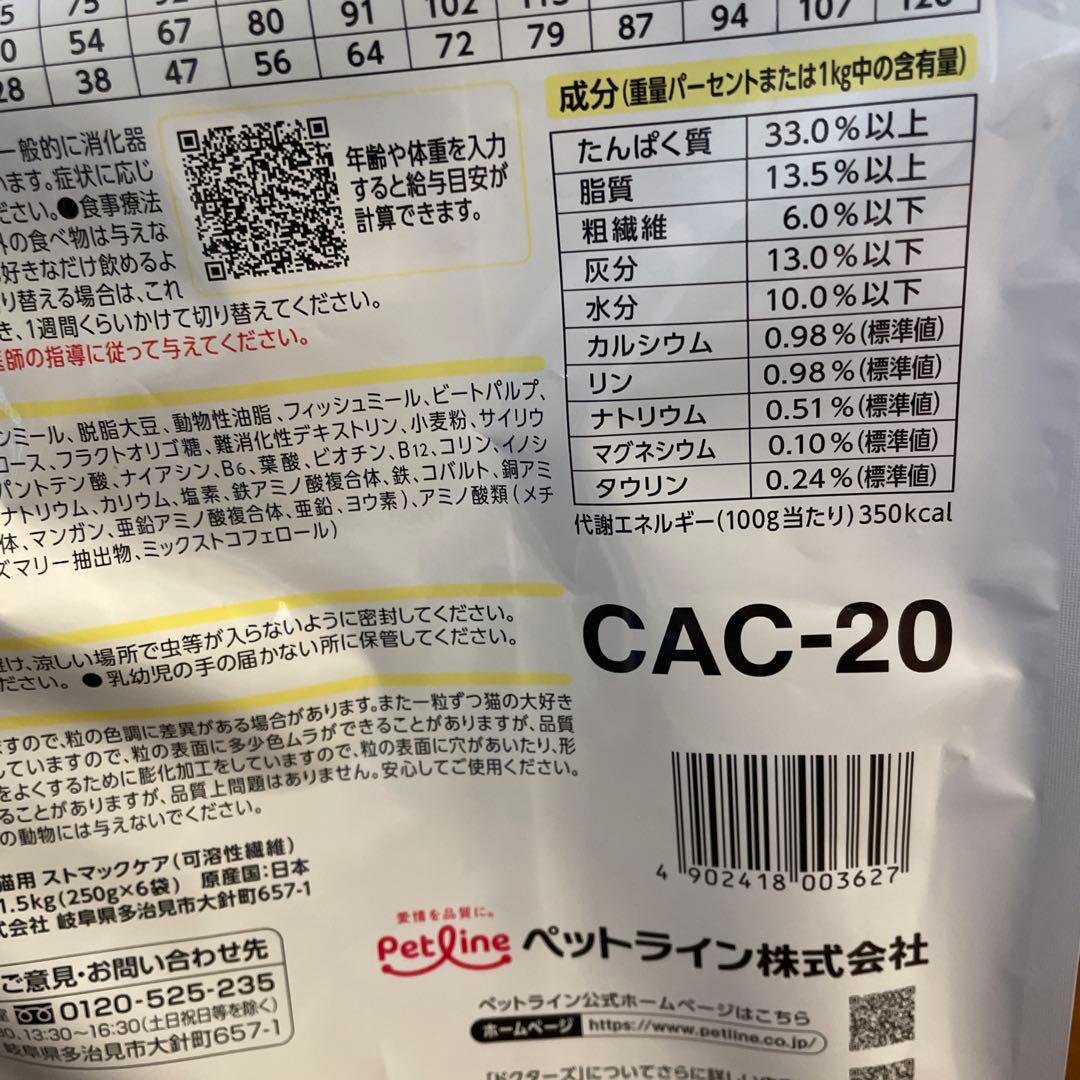 75
80 91 102 107
54 67 64 72 79 87 94
28 38 47 56
一般的に消化器
います。症状に応じ
ださい。●食事療法
外の食べ物は与えな
好きなだけ飲めるよ
り替える場合は、これ
き、1週間くらいかけて切り替えてください。
医師の指導に従って与えてください。
年齢や体重を入力
すると給与目安が
計算できます。
成分(重量パーセントまたは1kg中の含有量)
たんぱく質 33.0%以上
脂質 13.5%以上
粗繊維 6.0%以下
灰分 13.0%以下
水分 10.0%以下
カルシウム 0.98%(標準値)
リン 0.98%(標準値)
ナトリウム 0.51%(標準値)
マグネシウム 0.10%(標準値)
タウリン 0.24%(標準値)
代謝エネルギー(100g当たり)350kcal
ンミール、脱脂大豆、動物性油脂、フィッシュミール、ビートパルプ、
ロース、フラクトオリゴ糖、難消化性デキストリン、小麦粉、サイリウ
パントテン酸、ナイアシン、B6、葉酸、ビオチン、B12、コリン、イノシ
ナトリウム、カリウム、塩素、鉄アミノ酸複合体、鉄、コバルト、銅アミ
体、マンガン、亜鉛アミノ酸複合体、亜鉛、ヨウ素)、アミノ酸類(メチ
ズマリー抽出物、ミックストコフェロール)
避け、涼しい場所で虫等が入らないように密封してください。
ださい。●乳幼児の手の届かない所に保管してください。
CAC-20
ますので、粒の色調に差異がある場合があります。また一粒ずつ猫の大好き
していますので、粒の表面に多少色ムラができることがありますが、品質
をよくするために膨化加工をしていますので、粒の表面に穴があいたり、形
ることがありますが、品質上問題はありません。安心してご使用ください。
の動物には与えないでください。
猫用 ストマックケア(可溶性繊維)
1.5kg(250g×6袋) 原産国:日本
式会社 岐阜県多治見市大針町657-1
4 902418 003627
ご意見・お問い合わせ先
0120-525-235
13:30〜16:30(土日祝日等を除く)
岐阜県多治見市大針町657-1
愛情を品質に。
Petline ペットライン株式会社
ペットライン公式ホームページはこちら
ホームページ https://www.petline.co.jp/
「ドクターズ」についてさらに詳しい